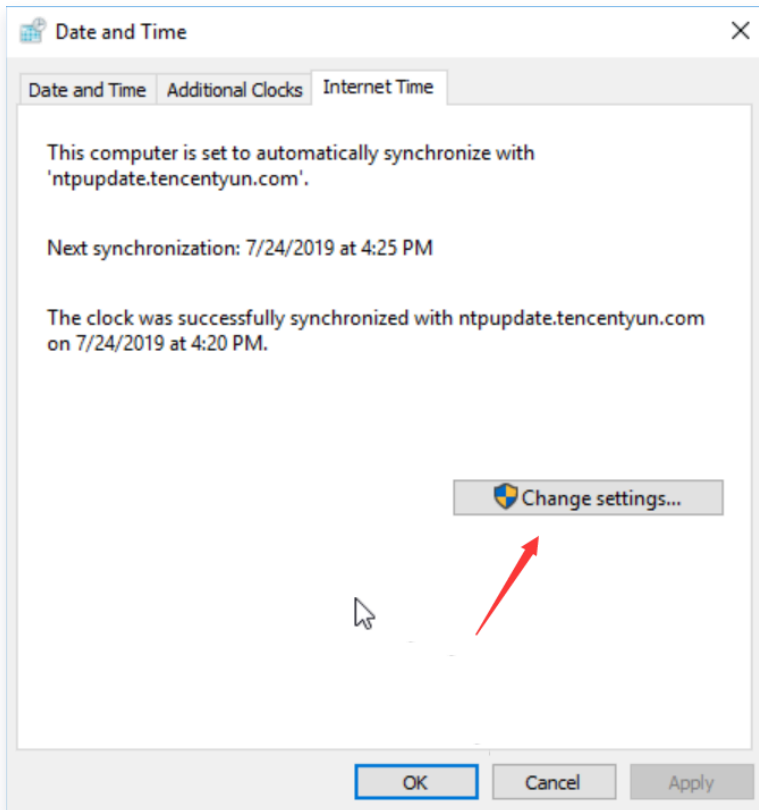 Date and Time
Date and Time Additional Clocks Internet Time
This computer is set to automatically synchronize with
'ntpupdate.tencentyun.com'.
Next synchronization: 7/24/2019 at 4:25 PM
The clock was successfully synchronized with ntpupdate.tencentyun.com
on 7/24/2019 at 4:20 PM.
Change settings...
OK Cancel Apply